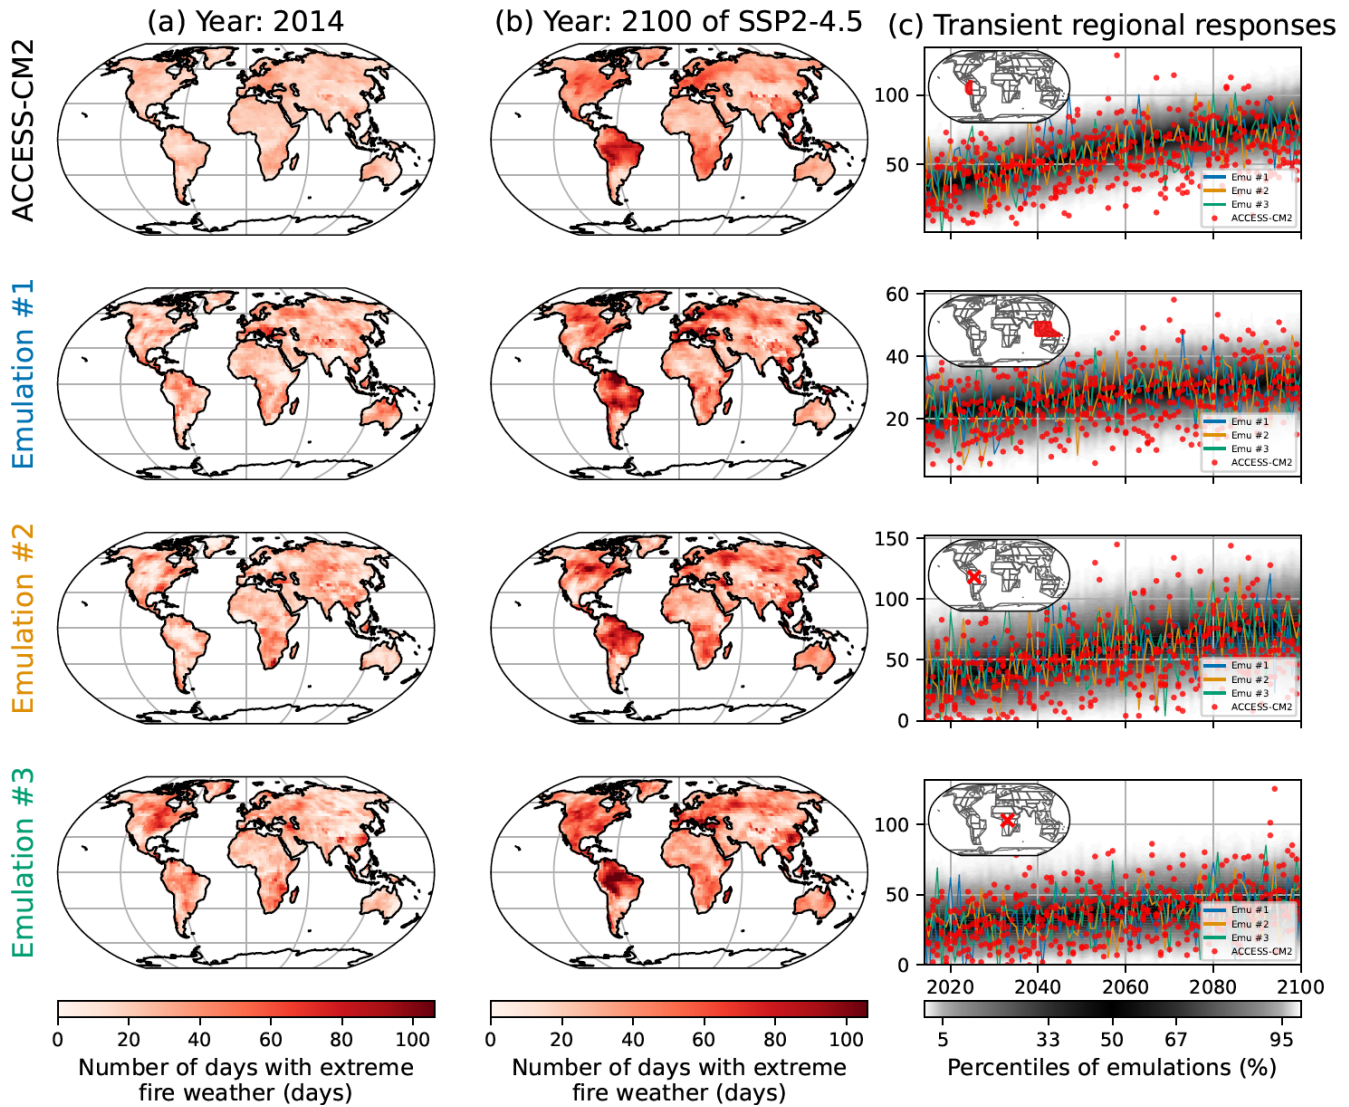 (a) Year: 2014
(b) Year: 2100 of SSP2-4.5
(c) Transient regional responses
ACCESS-CM2
100
50
Emu #1
Emu #2
Emu #3
ACCESS-CM2
Emulation #1
60
40
20
Emu #1
Emu #2
Emu #3
ACCESS-CM2
Emulation #2
150
100
50
0
Emu #1
Emu #2
Emu #3
ACCESS-CM2
Emulation #3
100
50
0
Emu #1
Emu #2
Emu #3
ACCESS-CM2
2020 2040 2060 2080 2100
0 20 40 60 80 100
Number of days with extreme
fire weather (days)
0 20 40 60 80 100
Number of days with extreme
fire weather (days)
5 33 50 67 95
Percentiles of emulations (%)